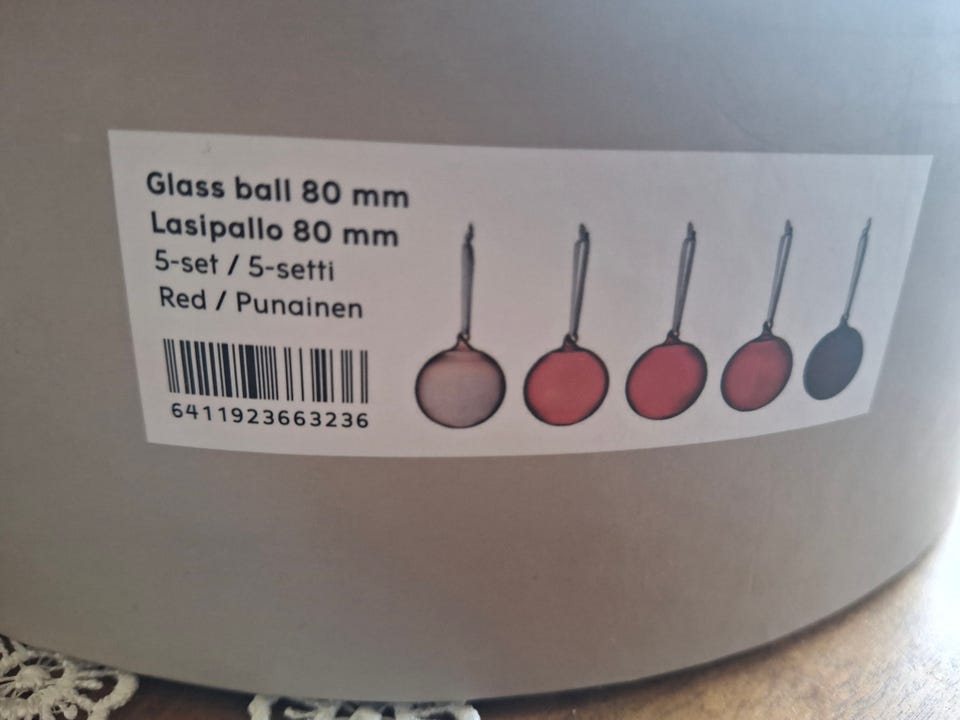 Glass ball 80 mm
Lasipallo 80 mm
5-set / 5-setti
Red / Punainen
6411923663236